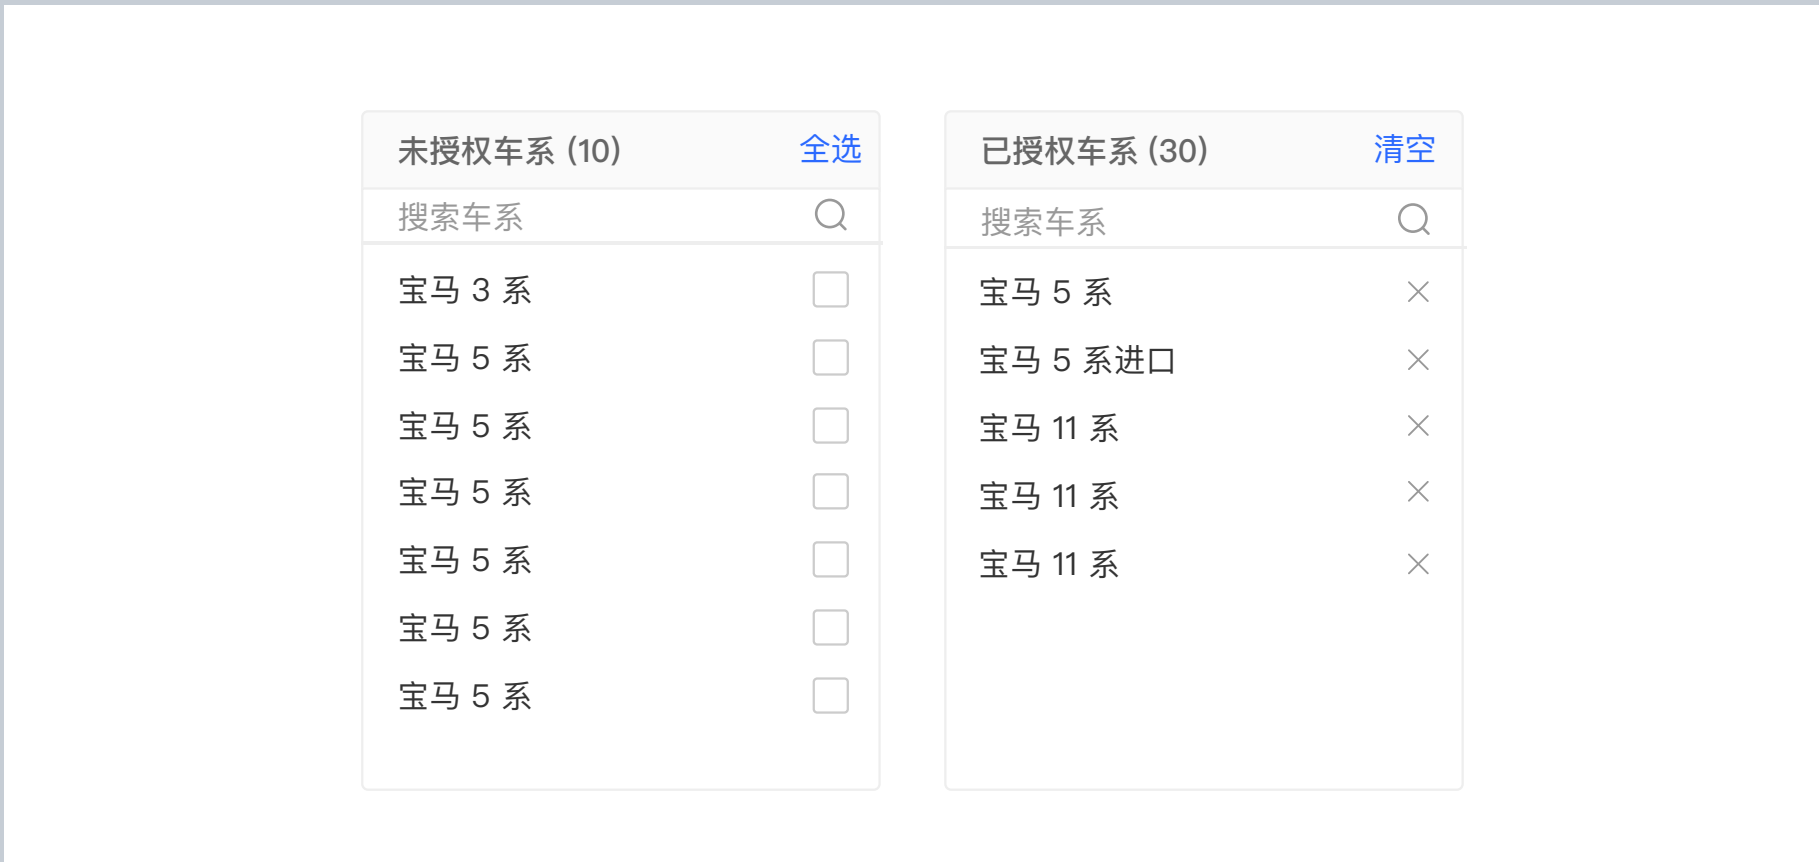 未授权车系 (10) 全选
搜索车系
宝马 3 系
宝马 5 系
宝马 5 系
宝马 5 系
宝马 5 系
宝马 5 系
宝马 5 系
已授权车系 (30) 清空
搜索车系
宝马 5 系
宝马 5 系进口
宝马 11 系
宝马 11 系
宝马 11 系